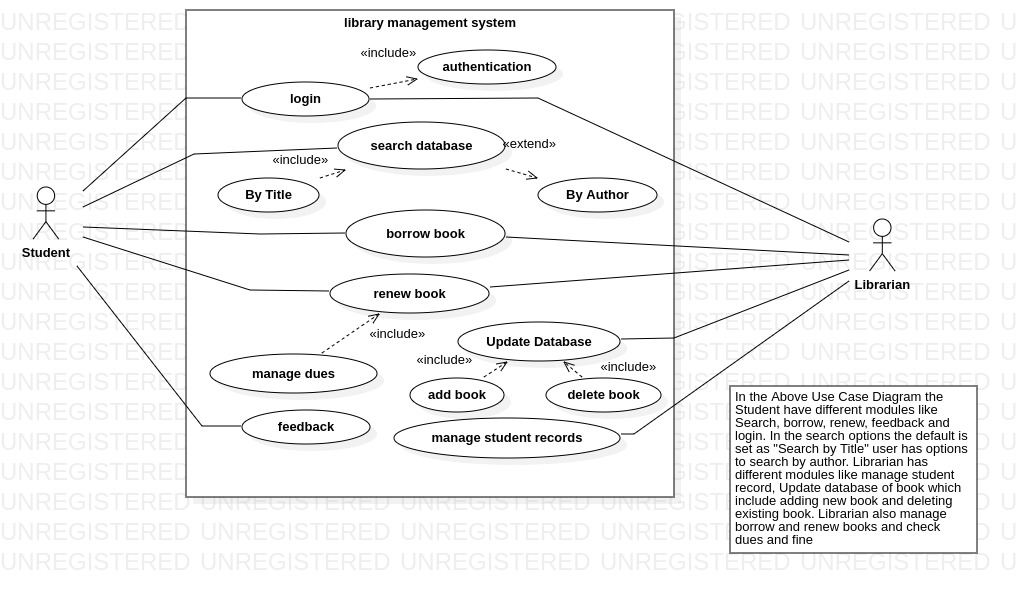 library management system
«include»
authentication
login
search database
«extend»
«include»
By Title
By Author
borrow book
Student
Librarian
renew book
«include»
Update Database
«include»
«include»
manage dues
add book
delete book
feedback
manage student records
In the Above Use Case Diagram the
Student have different modules like
Search, borrow, renew, feedback and
login. In the search options the default is
set as "Search by Title" user has options
to search by author. Librarian has
different modules like manage student
record, Update database of book which
include adding new book and deleting
existing book. Librarian also manage
borrow and renew books and check
dues and fine
UNREGISTERED